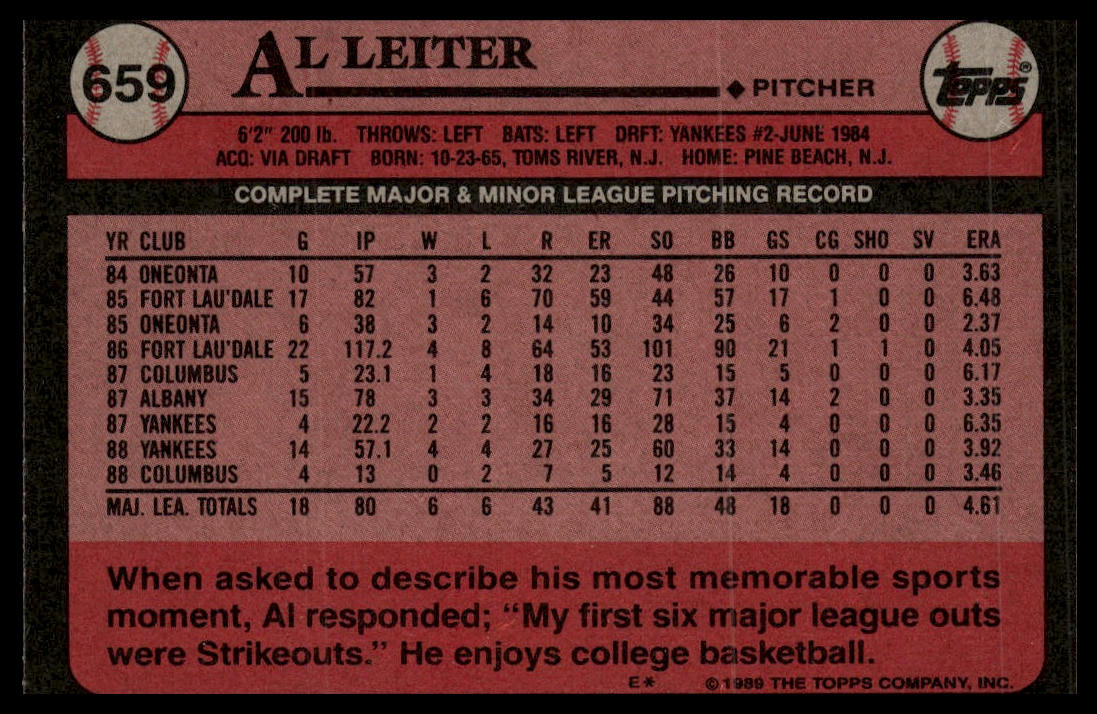 659
AL LEITER
◆ PITCHER
TOPPS®
6'2" 200 lb. THROWS: LEFT BATS: LEFT DRFT: YANKEES #2-JUNE 1984
ACQ: VIA DRAFT BORN: 10-23-65, TOMS RIVER, N.J. HOME: PINE BEACH, N.J.
COMPLETE MAJOR & MINOR LEAGUE PITCHING RECORD
YR CLUB G IP W L R ER SO BB GS CG SHO SV ERA
84 ONEONTA 10 57 3 2 32 23 48 26 10 0 0 0 3.63
85 FORT LAU'DALE 17 82 1 6 70 59 44 57 17 1 0 0 6.48
85 ONEONTA 6 38 3 2 14 10 34 25 6 2 0 0 2.37
86 FORT LAU'DALE 22 117.2 4 8 64 53 101 90 21 1 1 0 4.05
87 COLUMBUS 5 23.1 1 4 18 16 23 15 5 0 0 0 6.17
87 ALBANY 15 78 3 3 34 29 71 37 14 2 0 0 3.35
87 YANKEES 4 22.2 2 2 16 16 28 15 4 0 0 0 6.35
88 YANKEES 14 57.1 4 4 27 25 60 33 14 0 0 0 3.92
88 COLUMBUS 4 13 0 2 7 5 12 14 4 0 0 0 3.46
MAJ. LEA. TOTALS 18 80 6 6 43 41 88 48 18 0 0 0 4.61
When asked to describe his most memorable sports
moment, Al responded; "My first six major league outs
were Strikeouts." He enjoys college basketball.
E* © 1989 THE TOPPS COMPANY, INC.